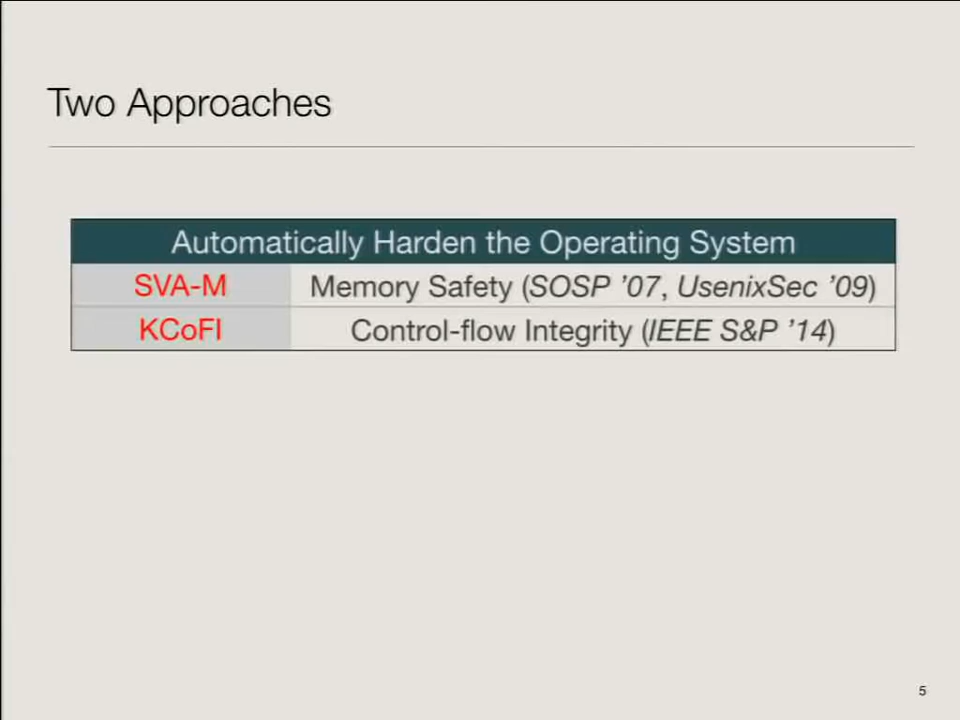 Two Approaches
Automatically Harden the Operating System
SVA-M Memory Safety (SOSP ’07, UsenixSec ’09)
KCoFI Control-flow Integrity (IEEE S&P ’14)
5